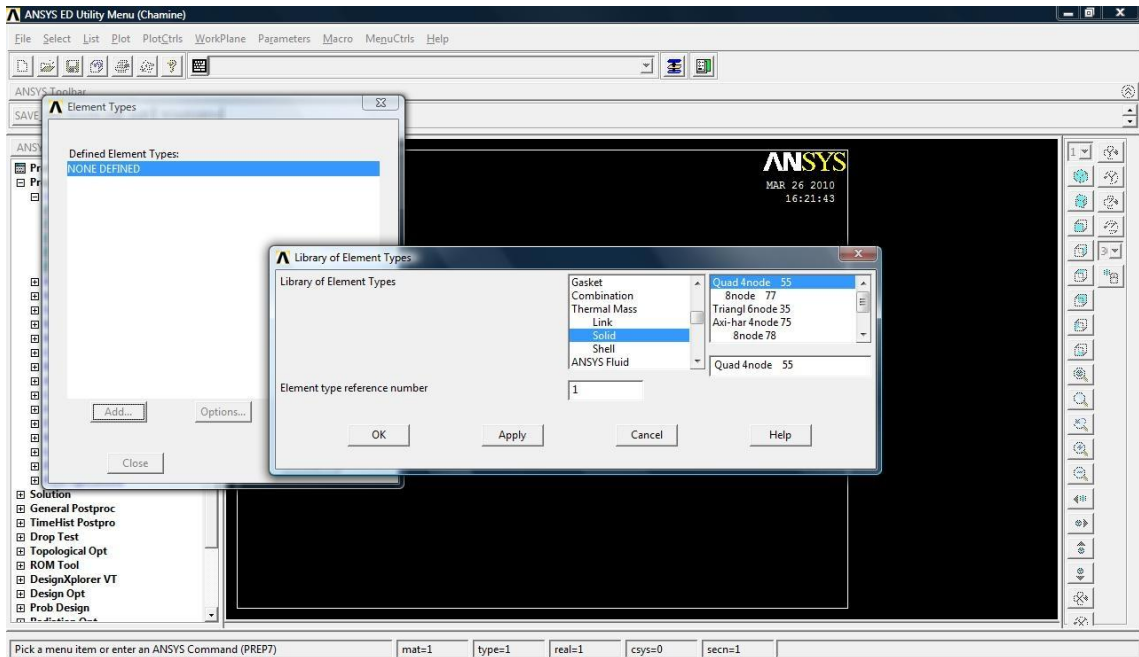 ANSYS ED Utility Menu (Chamine)
File Select List Plot PlotCtrls WorkPlane Parameters Macro MenuCtrls Help
ANSYS Toolbar
SAVE
Element Types
Defined Element Types:
NONE DEFINED
Add...
Options...
Close
ANSYS
MAR 26 2010
16:21:43
1
3
Library of Element Types
Library of Element Types
Gasket
Combination
Thermal Mass
Link
Solid
Shell
ANSYS Fluid
Quad 4node 55
8node 77
Triangl 6node 35
Axi-har 4node 75
8node 78
Quad 4node 55
Element type reference number
1
OK Apply Cancel Help
Solution
General Postproc
TimeHist Postpro
Drop Test
Topological Opt
ROM Tool
DesignXplorer VT
Design Opt
Prob Design
Pick a menu item or enter an ANSYS Command (PREP7)
mat=1 type=1 real=1 csys=0 secn=1